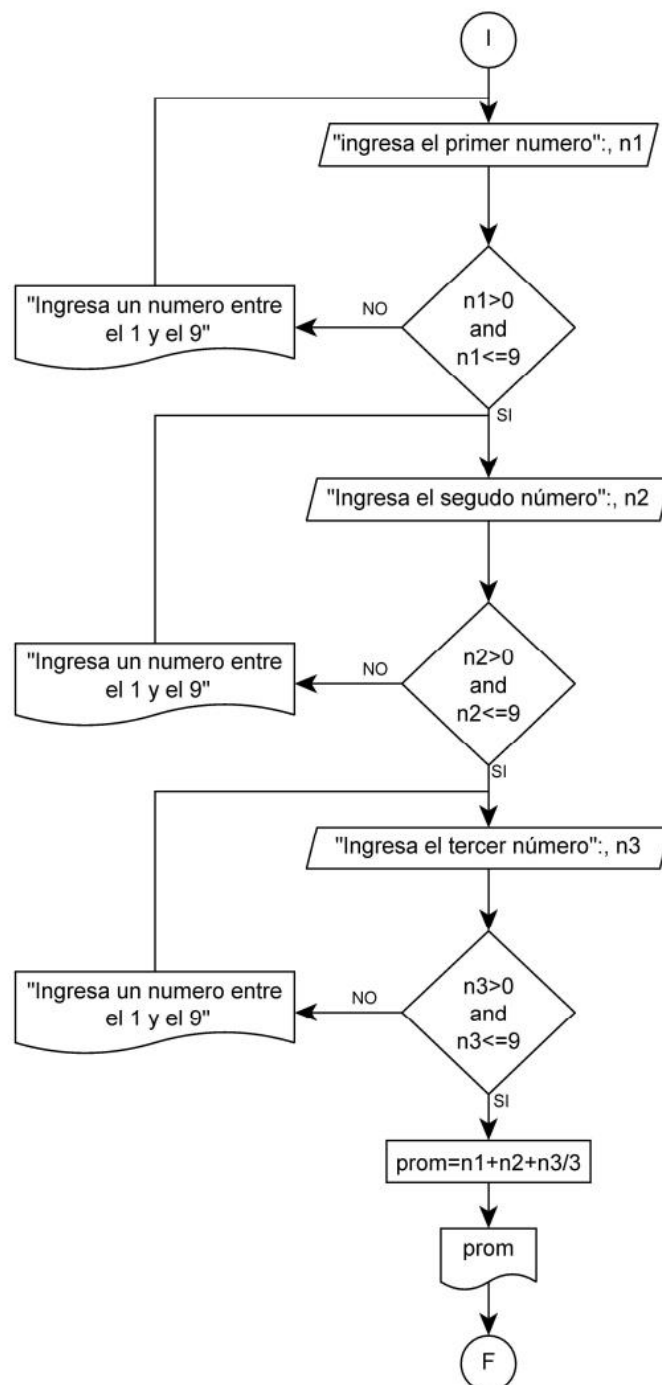 I
"ingresa el primer numero":, n1
n1>0
and
n1<=9
NO
"Ingresa un numero entre
el 1 y el 9"
SI
"Ingresa el segudo número":, n2
n2>0
and
n2<=9
NO
"Ingresa un numero entre
el 1 y el 9"
SI
"Ingresa el tercer número":, n3
n3>0
and
n3<=9
NO
"Ingresa un numero entre
el 1 y el 9"
SI
prom=n1+n2+n3/3
prom
F